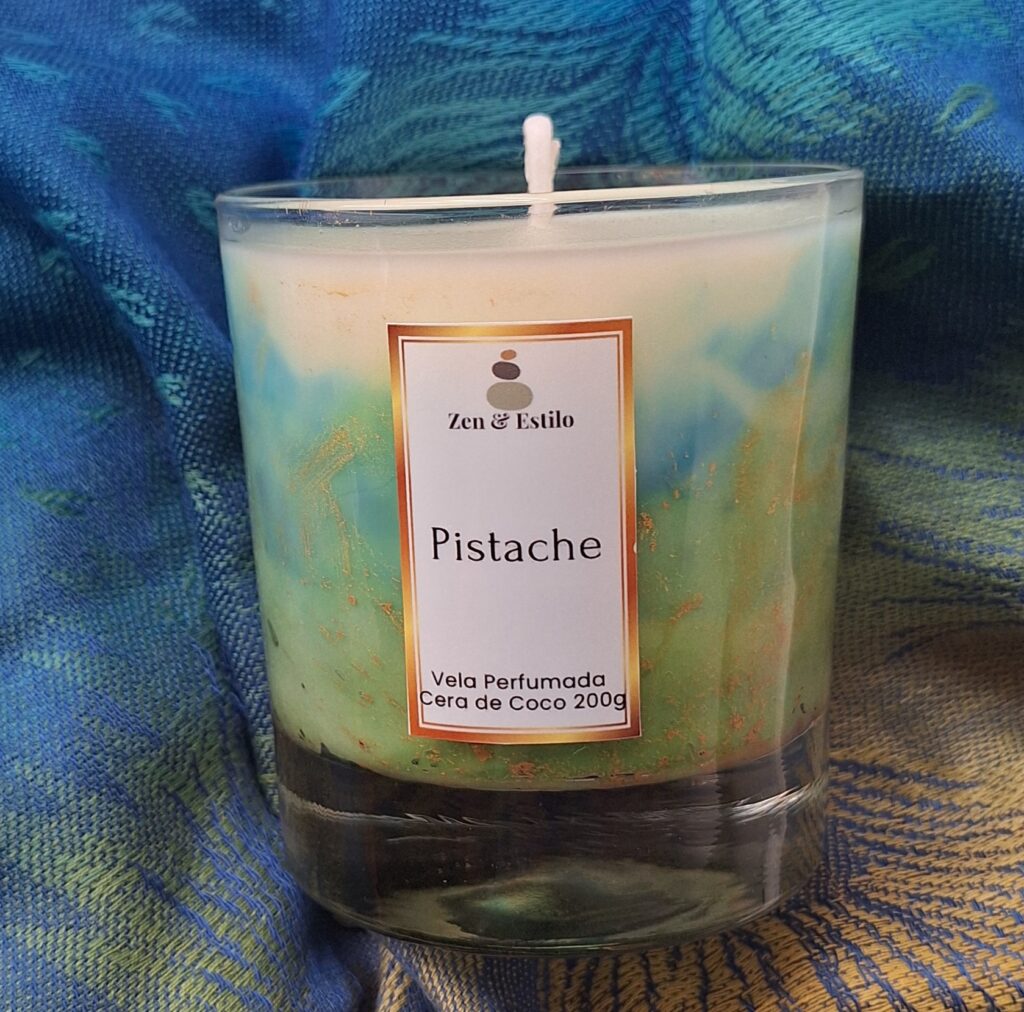 Zen & Estilo
Pistache
Vela Perfumada
Cera de Coco 200g